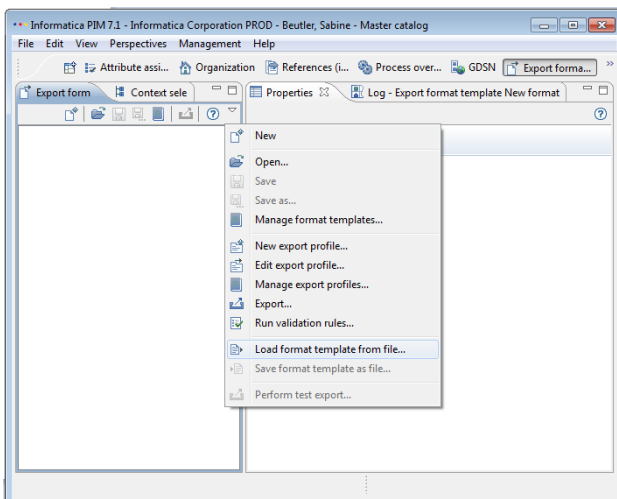 Informatica PIM 7.1 - Informatica Corporation PROD - Beutler, Sabine - Master catalog
File Edit View Perspectives Management Help
Attribute assi... Organization References (i... Process over... GDSN Export forma... »
Export form Context sele Properties Log - Export format template New format
New
Open...
Save
Save as...
Manage format templates...
New export profile...
Edit export profile...
Manage export profiles...
Export...
Run validation rules...
Load format template from file...
Save format template as file...
Perform test export...